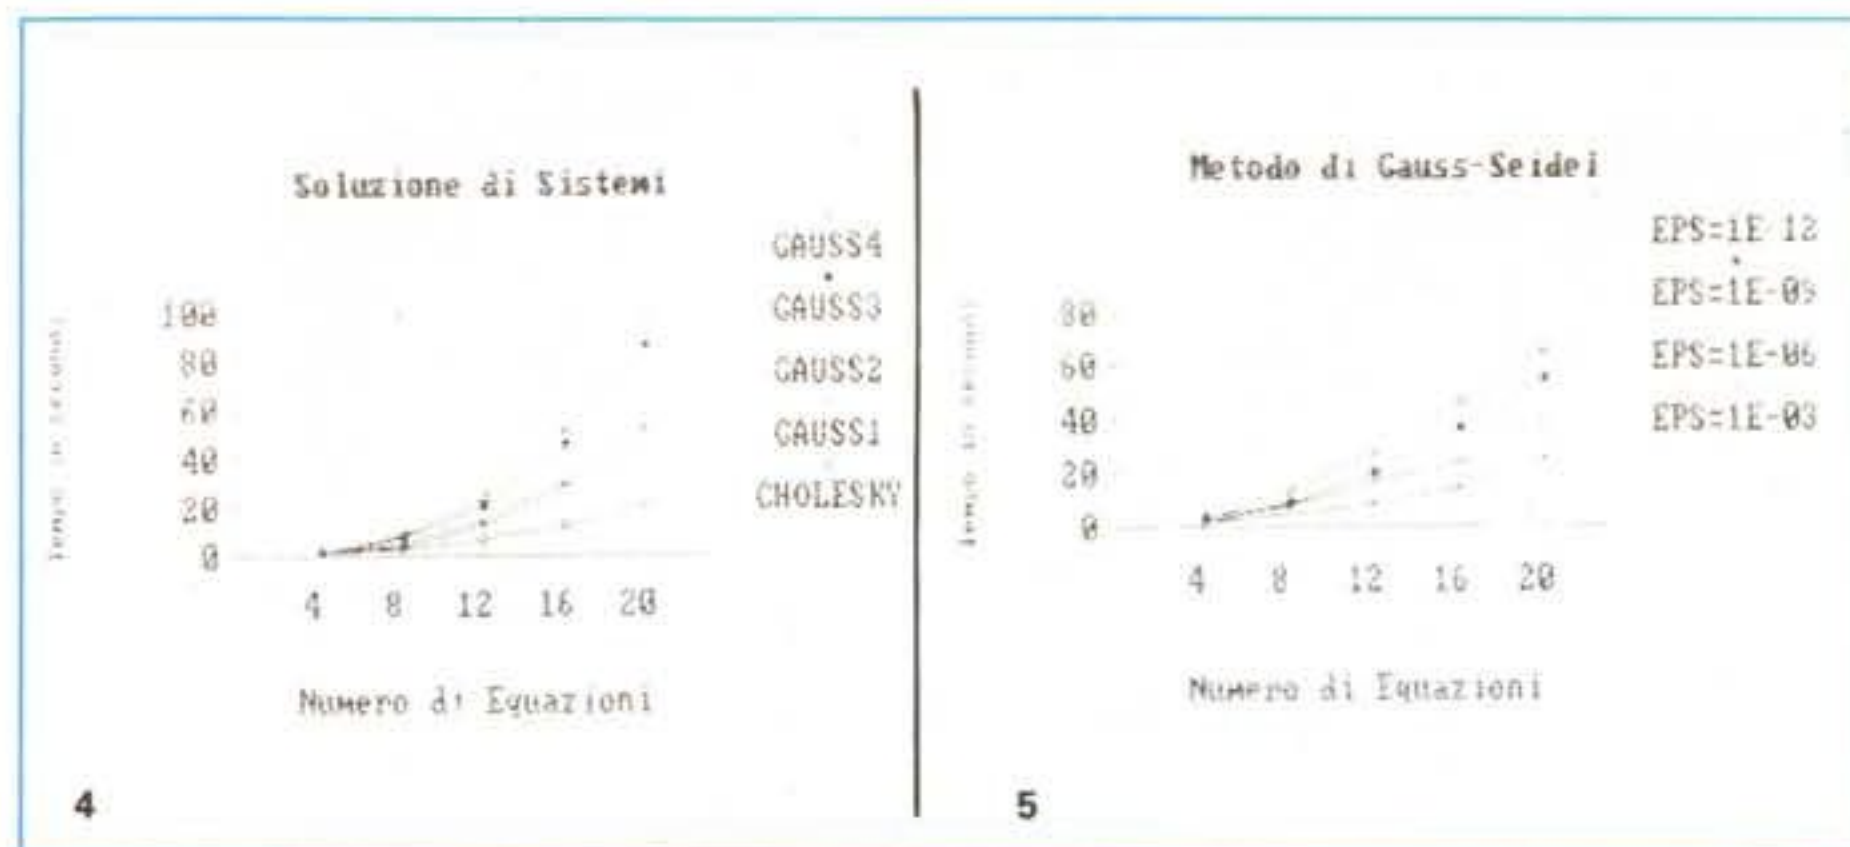 Soluzione di Sistemi
GAUSS4
GAUSS3
GAUSS2
GAUSS1
CHOLESKY
100
80
60
40
20
0
4 8 12 16 20
Numero di Equazioni
4
Metodo di Gauss-Seidel
EPS=1E-12
EPS=1E-09
EPS=1E-06
EPS=1E-03
80
60
40
20
0
4 8 12 16 20
Numero di Equazioni
5